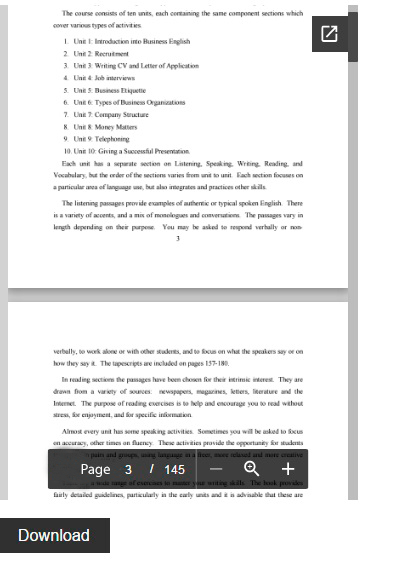 The course consists of ten units, each containing the same component sections which
cover various types of activities.
1. Unit 1: Introduction into Business English
2. Unit 2: Recruitment
3. Unit 3: Writing CV and Letter of Application
4. Unit 4: Job interviews
5. Unit 5: Business Etiquette
6. Unit 6: Types of Business Organizations
7. Unit 7: Company Structure
8. Unit 8: Money Matters
9. Unit 9: Telephoning
10. Unit 10: Giving a Successful Presentation
Each unit has a separate section on Listening, Speaking, Writing, Reading, and
Vocabulary, but the order of the sections varies from unit to unit. Each section focuses on
a particular area of language use, but also integrates and practices other skills.
The listening passages provide examples of authentic or typical spoken English. There
is a variety of accents, and a mix of monologues and conversations. The passages vary in
length depending on their purpose. You may be asked to respond verbally or non-
3
verbally, to work alone or with other students, and to focus on what the speakers say or on
how they say it. The tapescripts are included on pages 157-180.
In reading sections the passages have been chosen for their intrinsic interest. They are
drawn from a variety of sources: newspapers, magazines, letters, literature and the
Internet. The purpose of reading exercises is to help and encourage you to read without
stress, for enjoyment, and for specific information.
Almost every unit has some speaking activities. Sometimes you will be asked to focus
on accuracy, other times on fluency. These activities provide the opportunity for students
pairs and groups, using language in a freer, more relaxed and more creative
Page 3 / 145
a wide range of exercises to master your writing skills. The book provides
fairly detailed guidelines, particularly in the early units and it is advisable that these are
Download